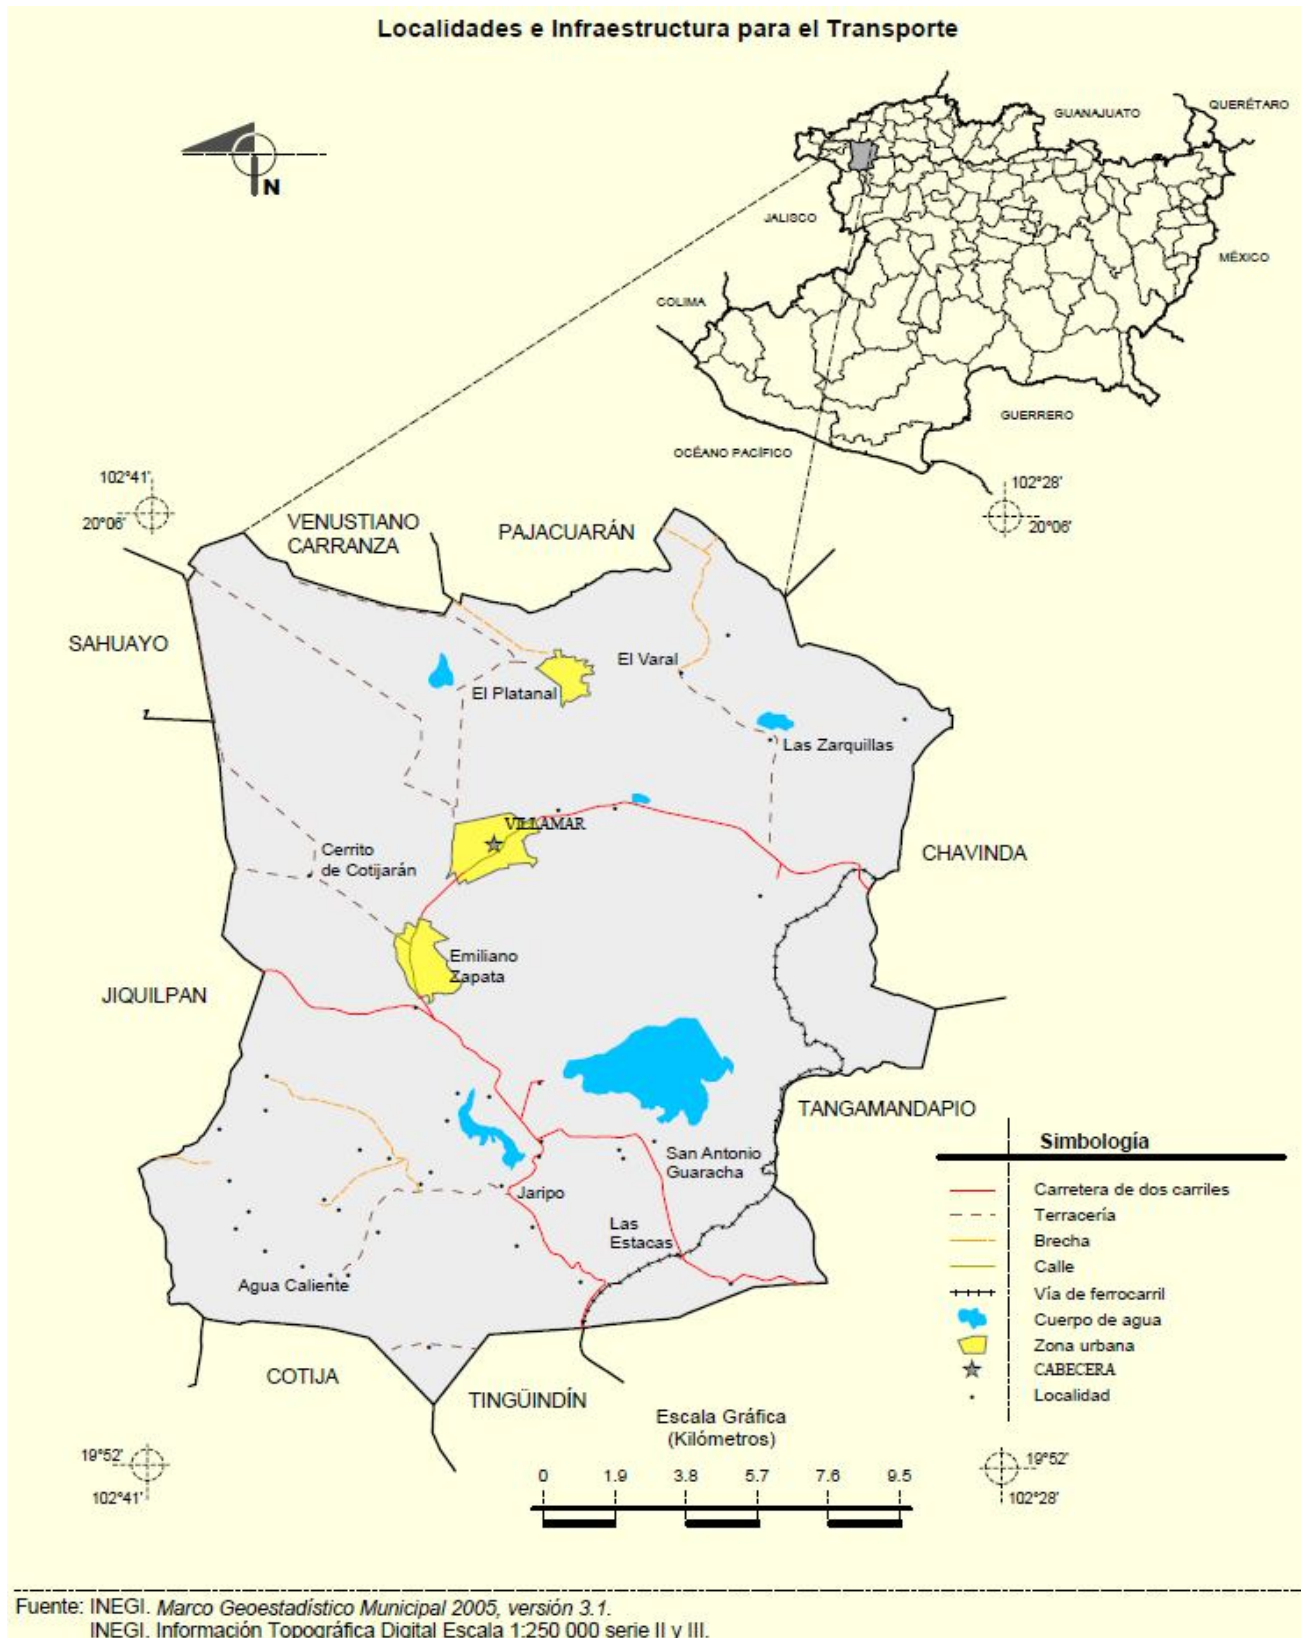 Localidades e Infraestructura para el Transporte
N
GUANAJUATO
QUERÉTARO
JALISCO
MÉXICO
COLIMA
GUERRERO
OCÉANO PACÍFICO
102°41'
20°06'
102°28'
20°06'
VENUSTIANO
CARRANZA
PAJACUARÁN
SAHUAYO
El Varal
El Platanal
Las Zarquillas
VILLAMAR
Cerrito
de Cotijarán
CHAVINDA
Emiliano
Zapata
JIQUILPAN
TANGAMANDAPIO
San Antonio
Guaracha
Jaripo
Las
Estacas
Agua Caliente
COTIJA
TINGÜINDÍN
Simbología
Carretera de dos carriles
Terracería
Brecha
Calle
Vía de ferrocarril
Cuerpo de agua
Zona urbana
CABECERA
Localidad
Escala Gráfica
(Kilómetros)
0 1.9 3.8 5.7 7.6 9.5
19°52'
102°41'
19°52'
102°28'
Fuente: INEGI. Marco Geoestadístico Municipal 2005, versión 3.1.
INEGI. Información Topográfica Digital Escala 1:250 000 serie II y III.